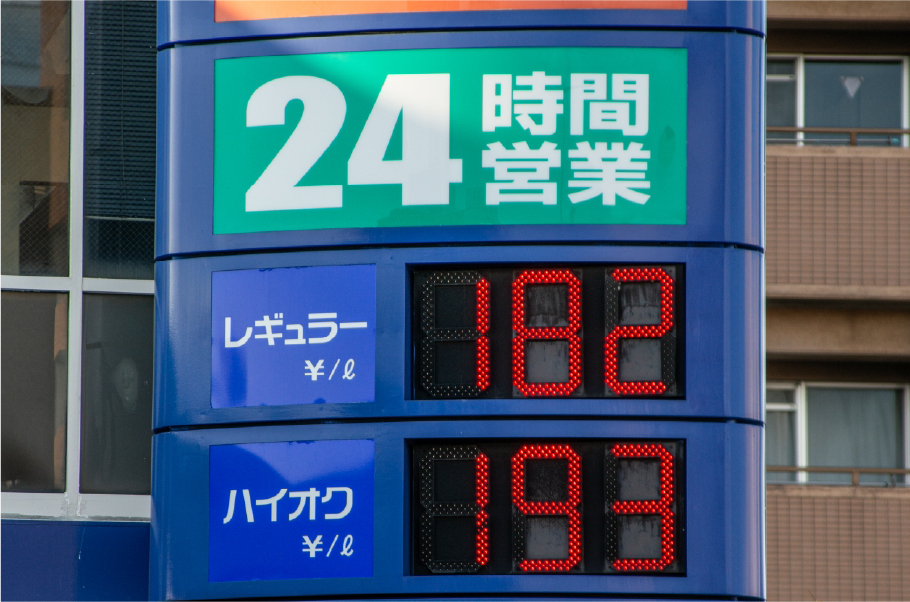 24 時間
営業
レギュラー 182
¥/ℓ
ハイオク 193
¥/ℓ